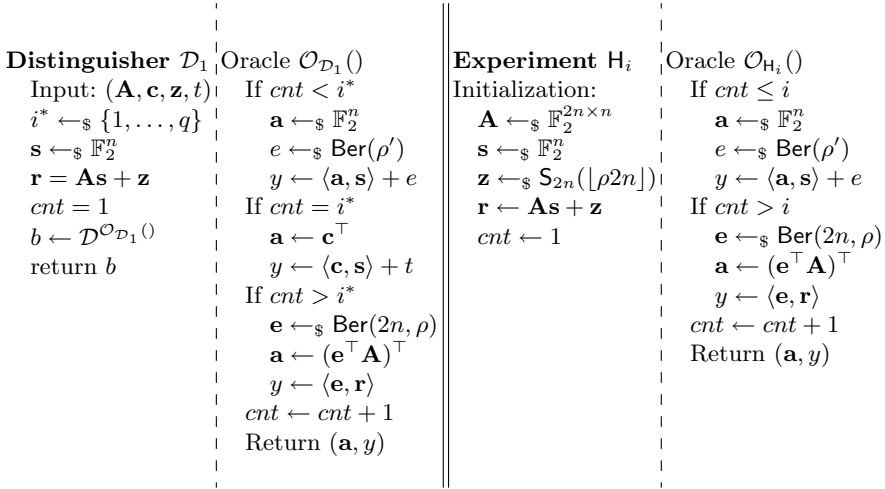 Distinguisher 𝒟₁
Input: (𝐀, 𝐜, 𝐳, t)
i* ←$ {1, . . . , q}
𝐬 ←$ 𝔽₂ⁿ
𝐫 = 𝐀𝐬 + 𝐳
cnt = 1
b ← 𝒟^{𝒪_{𝒟₁}()}
return b
Oracle 𝒪_{𝒟₁}()
If cnt < i*
𝐚 ←$ 𝔽₂ⁿ
e ←$ Ber(ρ′)
y ← ⟨𝐚, 𝐬⟩ + e
If cnt = i*
𝐚 ← 𝐜^⊤
y ← ⟨𝐜, 𝐬⟩ + t
If cnt > i*
𝐞 ←$ Ber(2n, ρ)
𝐚 ← (𝐞^⊤𝐀)^⊤
y ← ⟨𝐞, 𝐫⟩
cnt ← cnt + 1
Return (𝐚, y)
Experiment H_i
Initialization:
𝐀 ←$ 𝔽₂^{2n×n}
𝐬 ←$ 𝔽₂ⁿ
𝐳 ←$ S_{2n}(⌊ρ2n⌋)
𝐫 ← 𝐀𝐬 + 𝐳
cnt ← 1
Oracle 𝒪_{H_i}()
If cnt ≤ i
𝐚 ←$ 𝔽₂ⁿ
e ←$ Ber(ρ′)
y ← ⟨𝐚, 𝐬⟩ + e
If cnt > i
𝐞 ←$ Ber(2n, ρ)
𝐚 ← (𝐞^⊤𝐀)^⊤
y ← ⟨𝐞, 𝐫⟩
cnt ← cnt + 1
Return (𝐚, y)